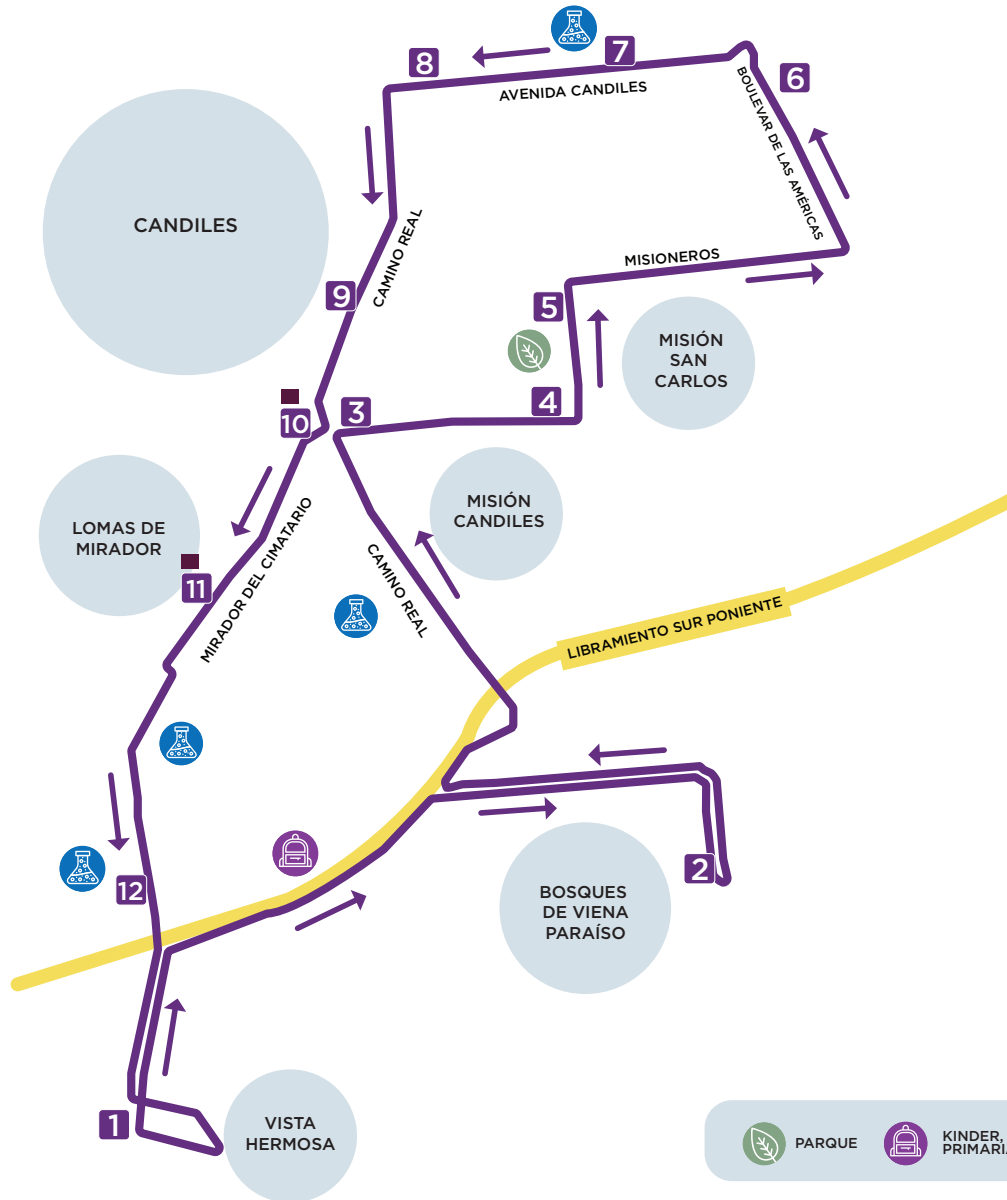 7
8
AVENIDA CANDILES
6
BOULEVAR DE LAS AMÉRICAS
CANDILES
CAMINO REAL
MISIONEROS
9
5
MISIÓN
SAN
CARLOS
10
3
4
LOMAS DE
MIRADOR
MISIÓN
CANDILES
11
MIRADOR DEL CIMATARIO
CAMINO REAL
LIBRAMIENTO SUR PONIENTE
12
2
BOSQUES
DE VIENA
PARAÍSO
1
VISTA
HERMOSA
PARQUE
KINDER,
PRIMARIA